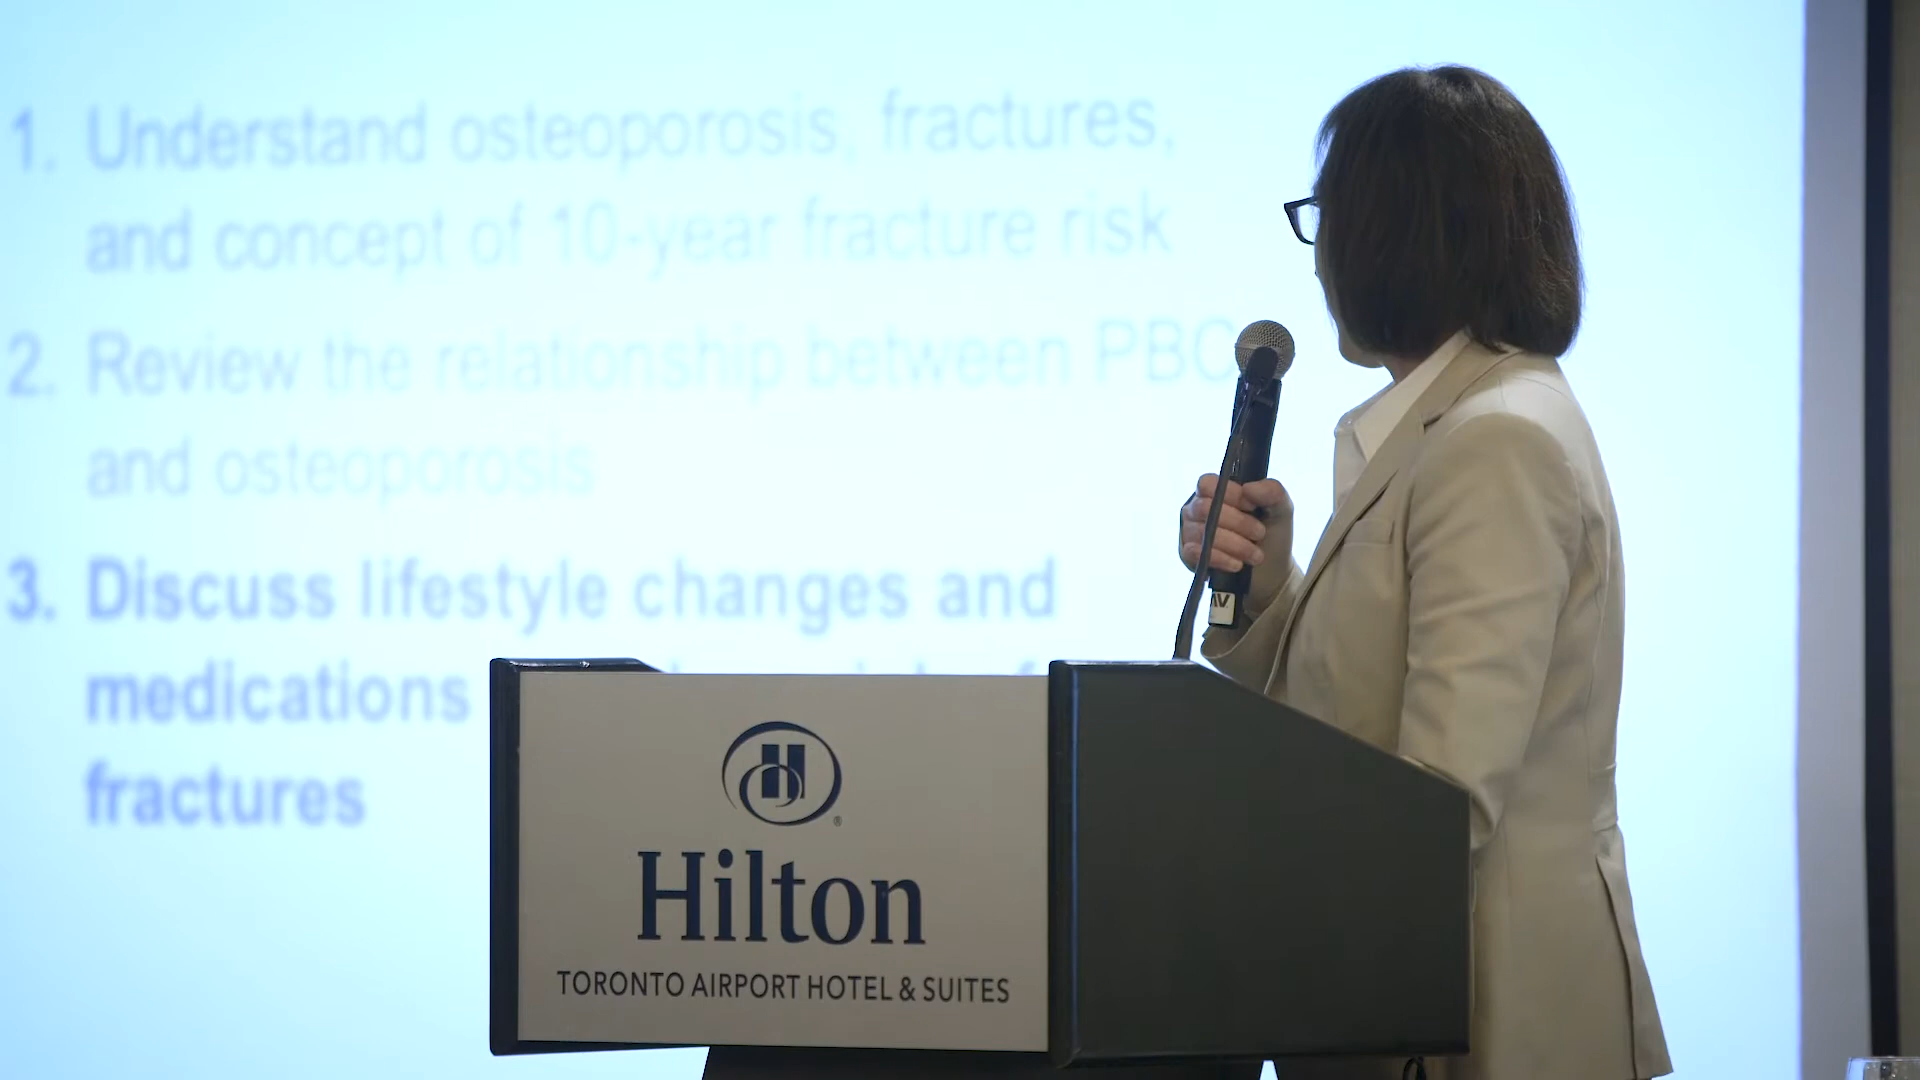 1. Understand osteoporosis, fractures,
and concept of 10-year fracture risk
2. Review the relationship between PBC
and osteoporosis
3. Discuss lifestyle changes and
medications
fractures
H
®
Hilton
TORONTO AIRPORT HOTEL & SUITES
AV